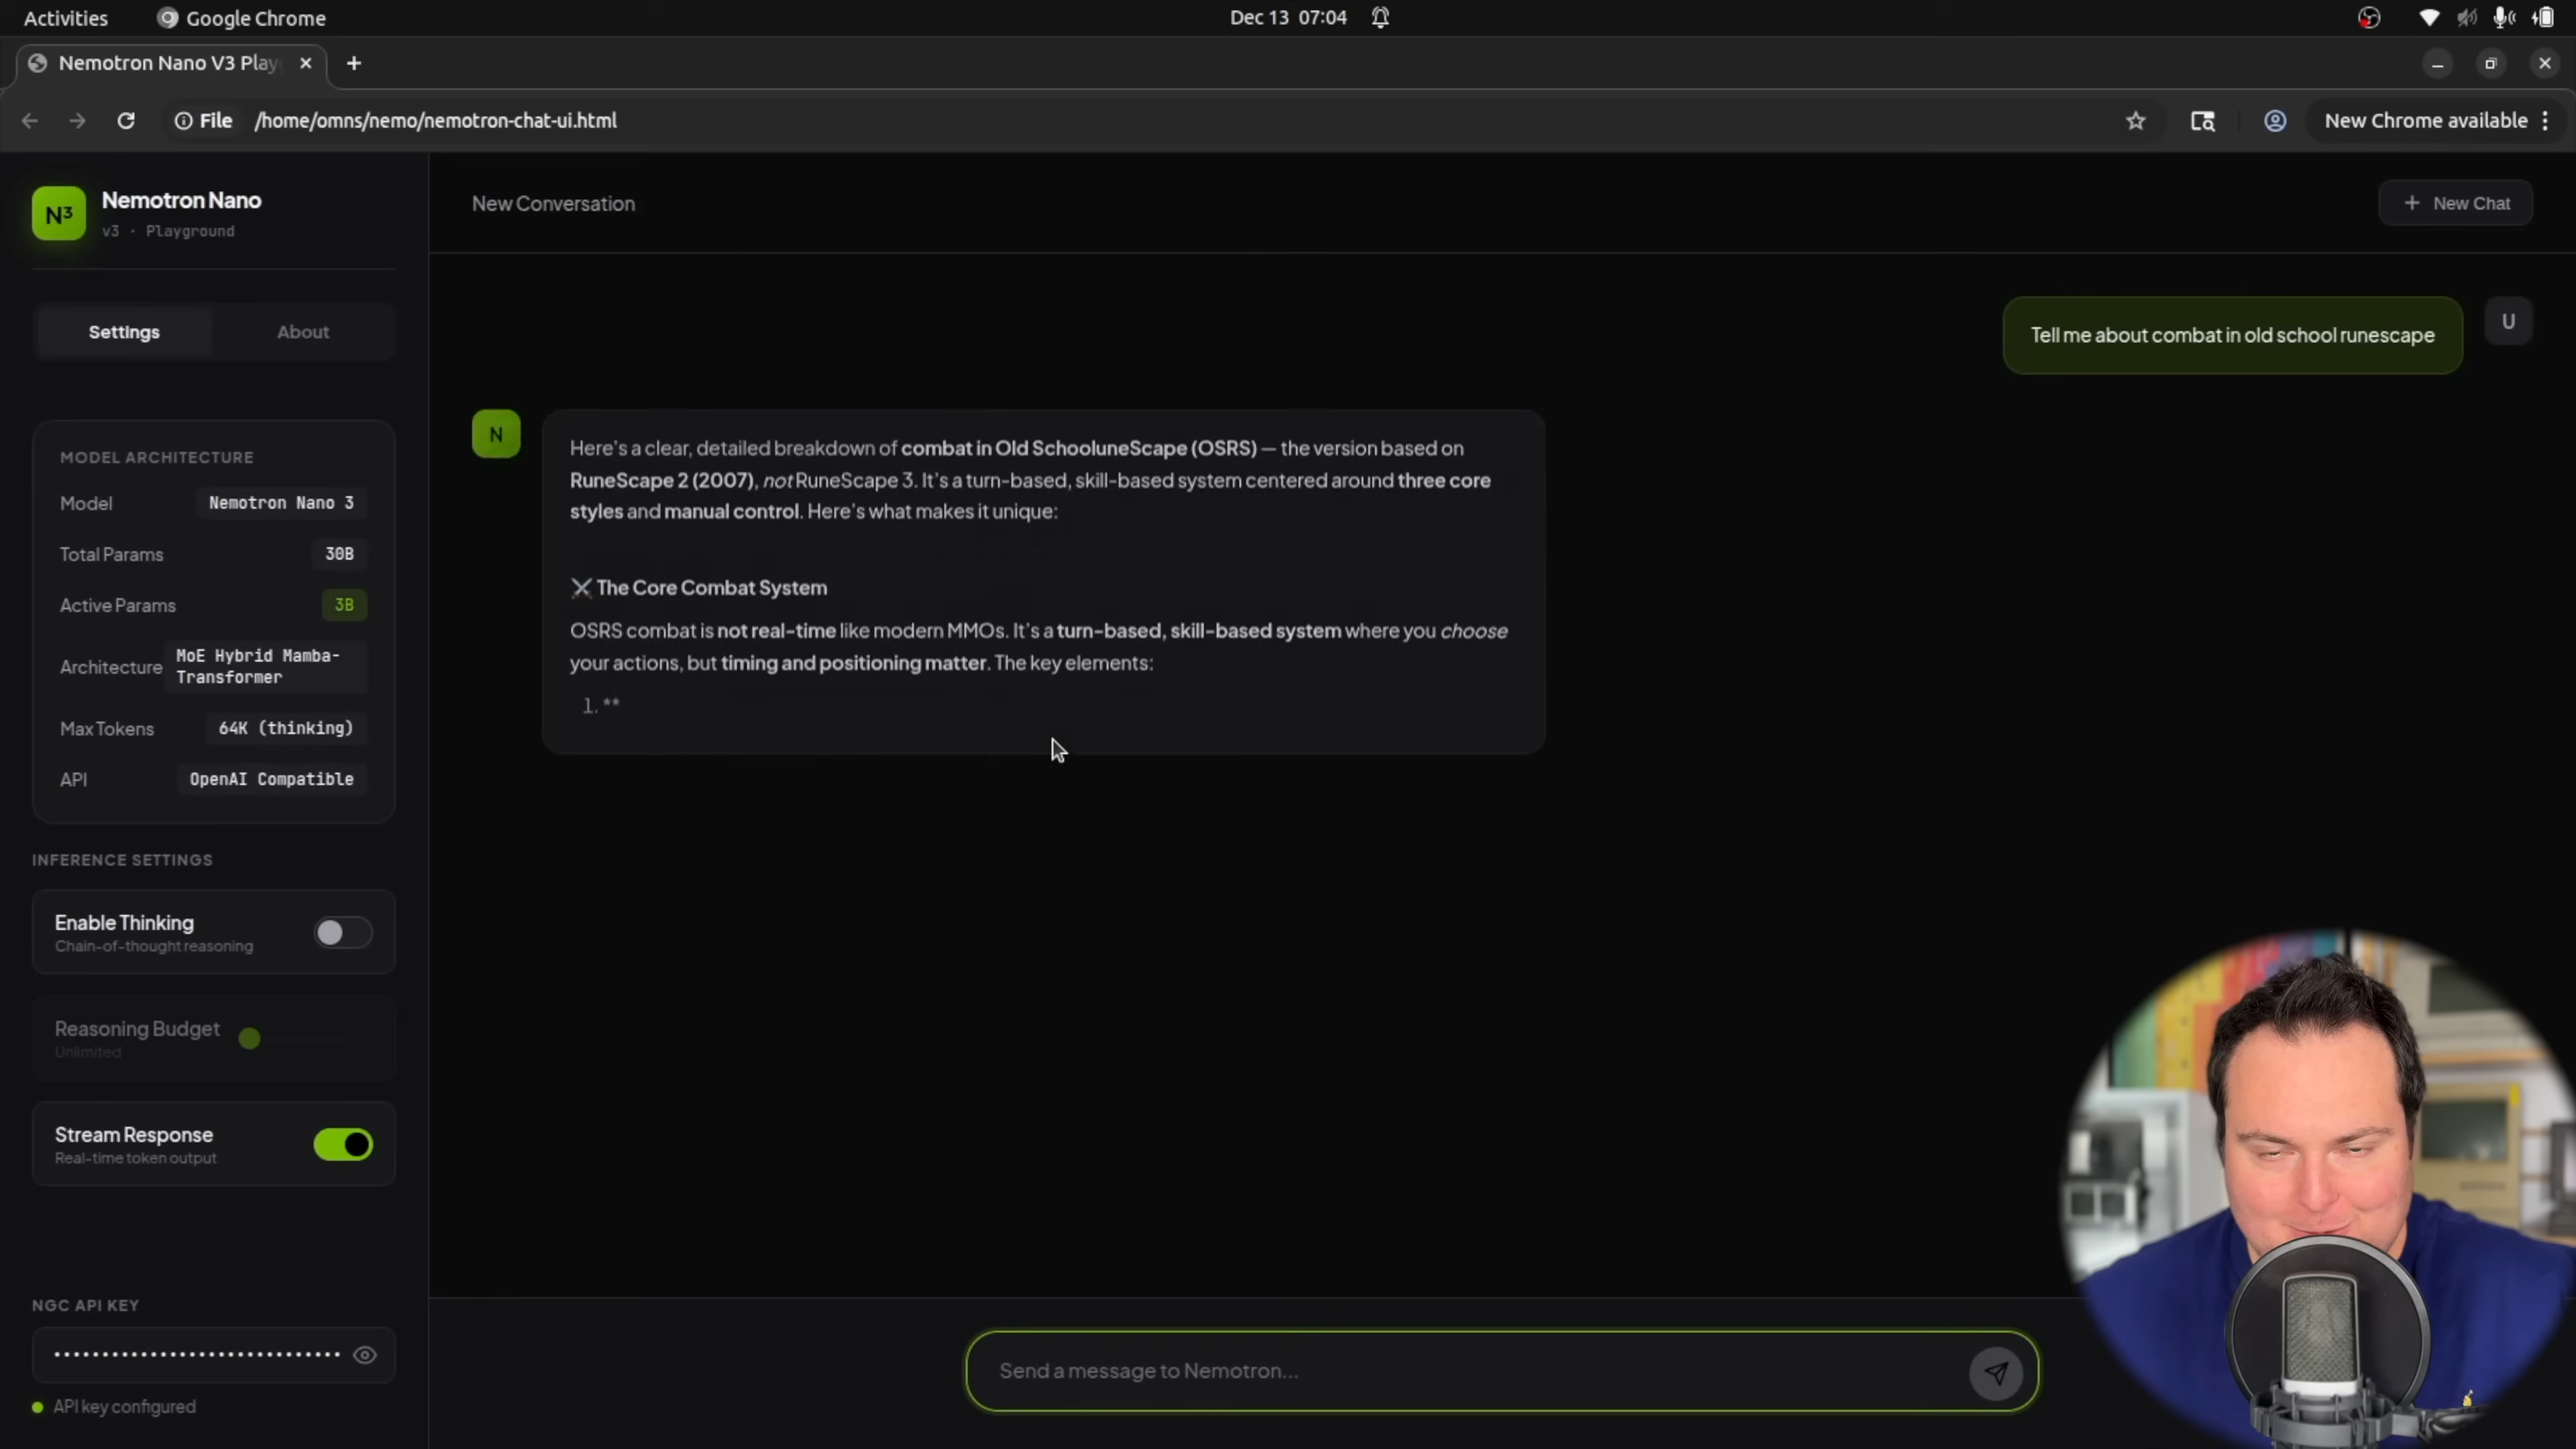 Activities Google Chrome Dec 13 07:04
Nemotron Nano V3 Play
File /home/omns/nemo/nemotron-chat-ui.html New Chrome available
N³ Nemotron Nano
v3 · Playground
Settings About
MODEL ARCHITECTURE
Model Nemotron Nano 3
Total Params 30B
Active Params 3B
Architecture MoE Hybrid Mamba-
Transformer
Max Tokens 64K (thinking)
API OpenAI Compatible
INFERENCE SETTINGS
Enable Thinking
Chain-of-thought reasoning
Reasoning Budget
Unlimited
Stream Response
Real-time token output
NGC API KEY
••••••••••••••••••••••••••••••
API key configured
New Conversation + New Chat
Tell me about combat in old school runescape U
N
Here's a clear, detailed breakdown of combat in Old SchooluneScape (OSRS) — the version based on
RuneScape 2 (2007), not RuneScape 3. It's a turn-based, skill-based system centered around three core
styles and manual control. Here's what makes it unique:
⚔ The Core Combat System
OSRS combat is not real-time like modern MMOs. It's a turn-based, skill-based system where you choose
your actions, but timing and positioning matter. The key elements:
1. **
Send a message to Nemotron...